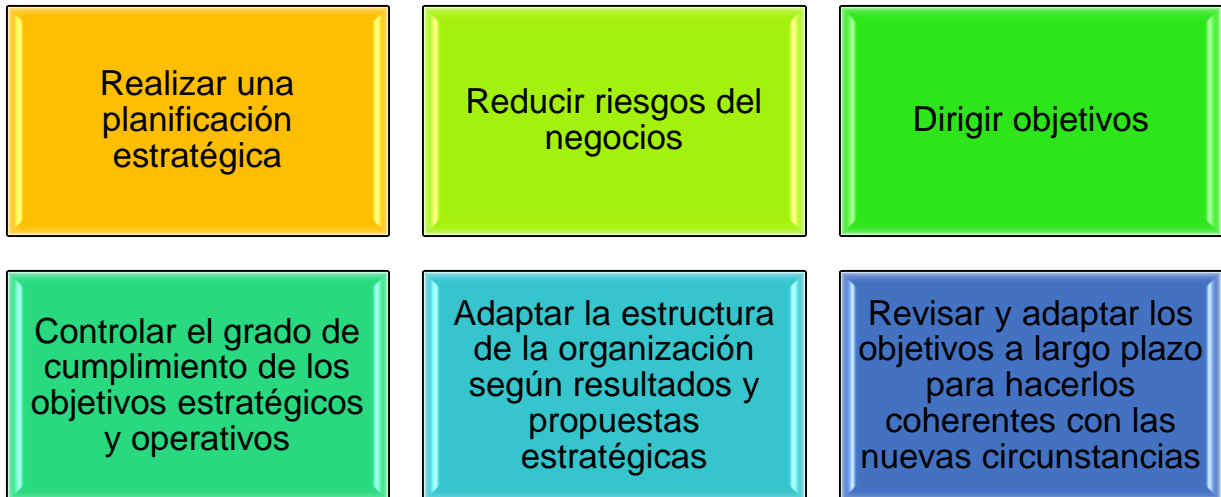 Realizar una
planificación
estratégica
Reducir riesgos del
negocios
Dirigir objetivos
Controlar el grado de
cumplimiento de los
objetivos estratégicos
y operativos
Adaptar la estructura
de la organización
según resultados y
propuestas
estratégicas
Revisar y adaptar los
objetivos a largo plazo
para hacerlos
coherentes con las
nuevas circunstancias